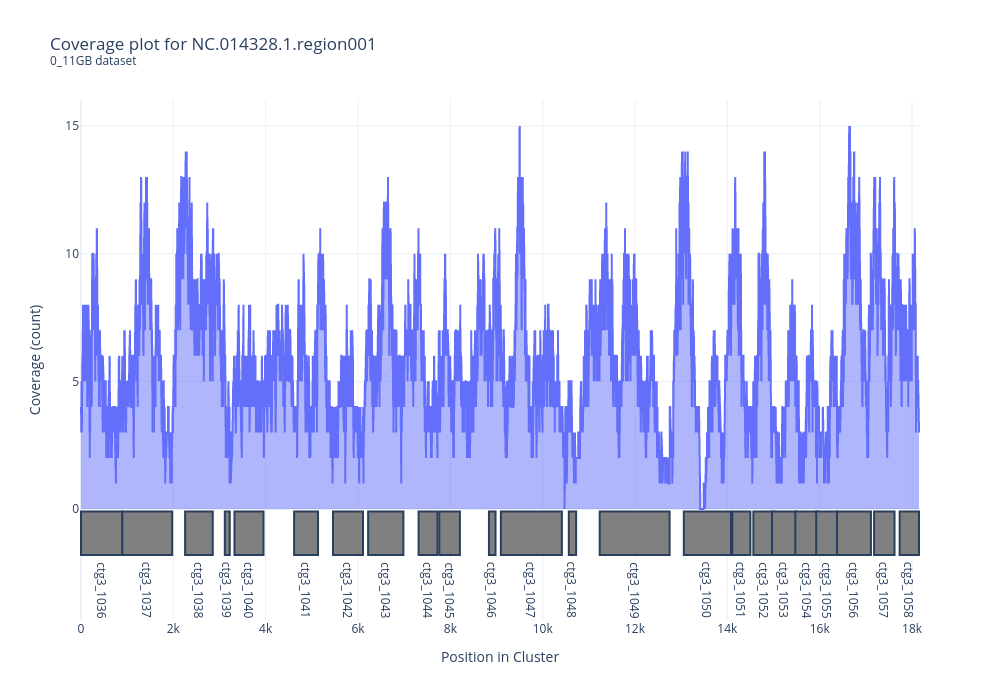 Coverage plot for NC.014328.1.region001
0_11GB dataset
Coverage (count)
15
10
5
0
ctg3_1036
ctg3_1037
ctg3_1038
ctg3_1039
ctg3_1040
ctg3_1041
ctg3_1042
ctg3_1043
ctg3_1044
ctg3_1045
ctg3_1046
ctg3_1047
ctg3_1048
ctg3_1049
ctg3_1050
ctg3_1051
ctg3_1052
ctg3_1053
ctg3_1054
ctg3_1055
ctg3_1056
ctg3_1057
ctg3_1058
0 2k 4k 6k 8k 10k 12k 14k 16k 18k
Position in Cluster